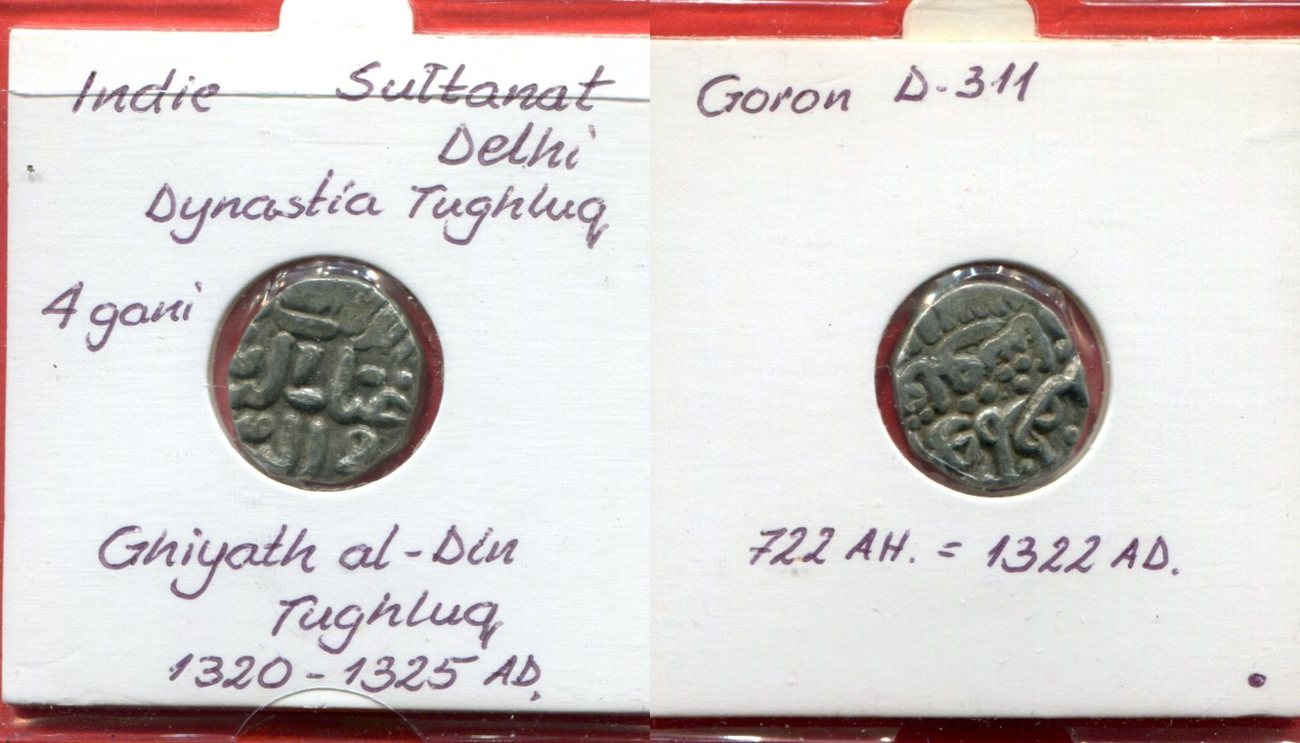 Indie Sultanat
Delhi
Dynastia Tughluq
4 gani
Ghiyath al-Din
Tughluq
1320-1325 AD.
Goron D-311
722 AH. = 1322 AD.